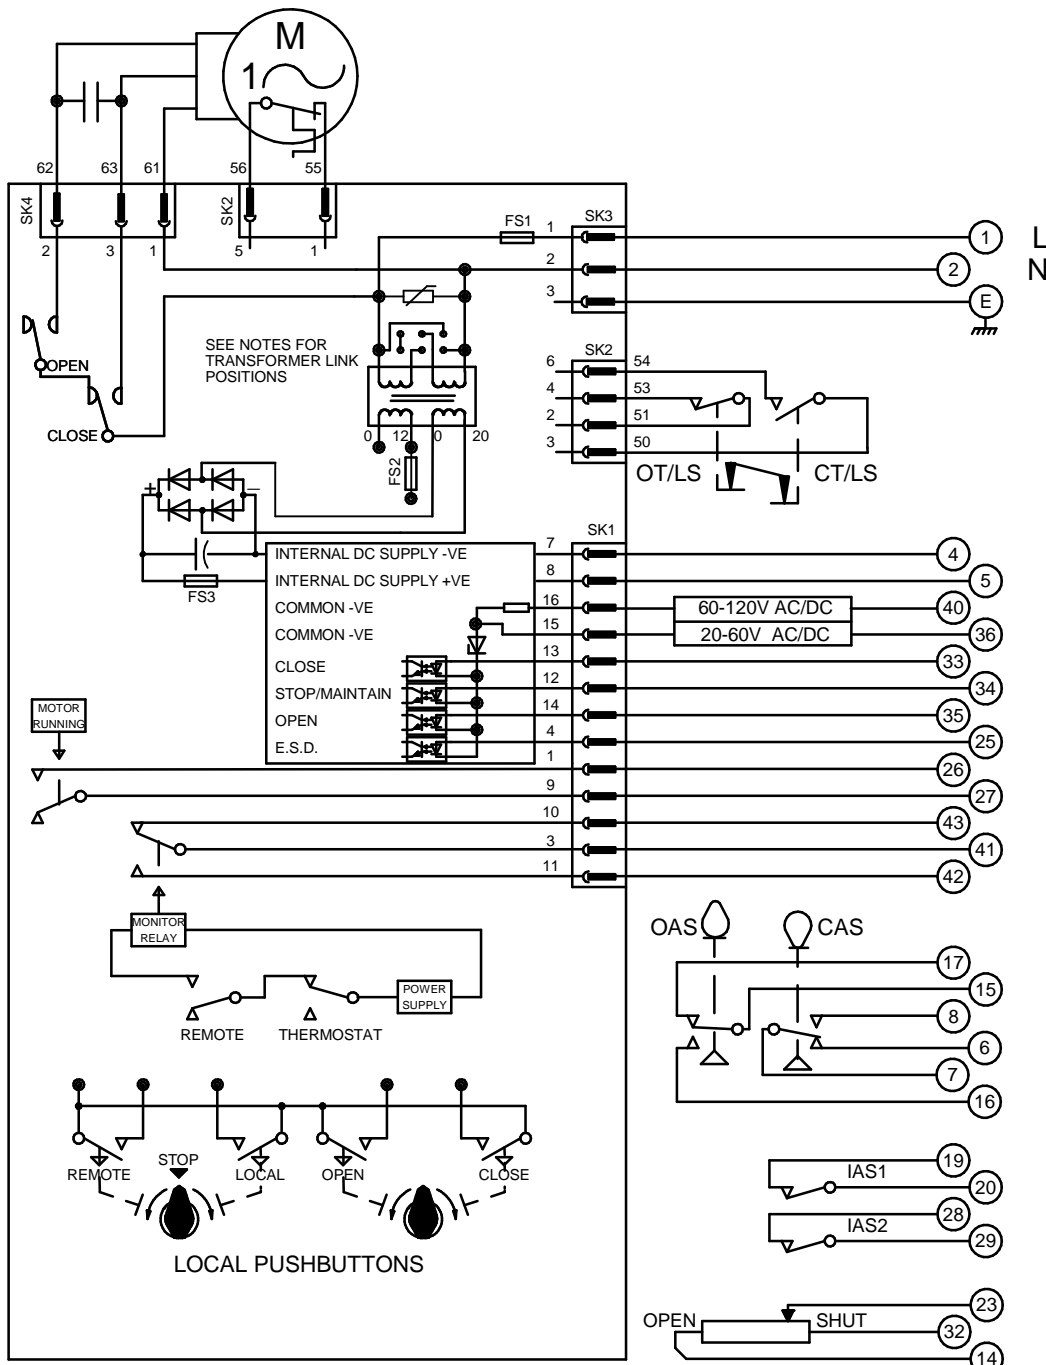 M
1
62 63 61 56 55
SK4
SK2
2 3 1 5 1
FS1
1
SK3
1
L
2
2
N
3
E
SEE NOTES FOR
TRANSFORMER LINK
POSITIONS
OPEN
CLOSE
SK2
6 54
4 53
2 51
3 50
OT/LS CT/LS
0 12 0 20
FS2
+ −
FS3
SK1
INTERNAL DC SUPPLY -VE 7 4
INTERNAL DC SUPPLY +VE 8 5
COMMON -VE 16 60-120V AC/DC 40
COMMON -VE 15 20-60V AC/DC 36
CLOSE 13 33
STOP/MAINTAIN 12 34
OPEN 14 35
E.S.D. 4 25
MOTOR
RUNNING
1 26
9 27
10 43
3 41
11 42
MONITOR
RELAY
POWER
SUPPLY
REMOTE THERMOSTAT
OAS CAS
17
15
8
6
7
16
REMOTE STOP LOCAL OPEN CLOSE
LOCAL PUSHBUTTONS
19
IAS1
20
28
IAS2
29
23
OPEN SHUT
32
14